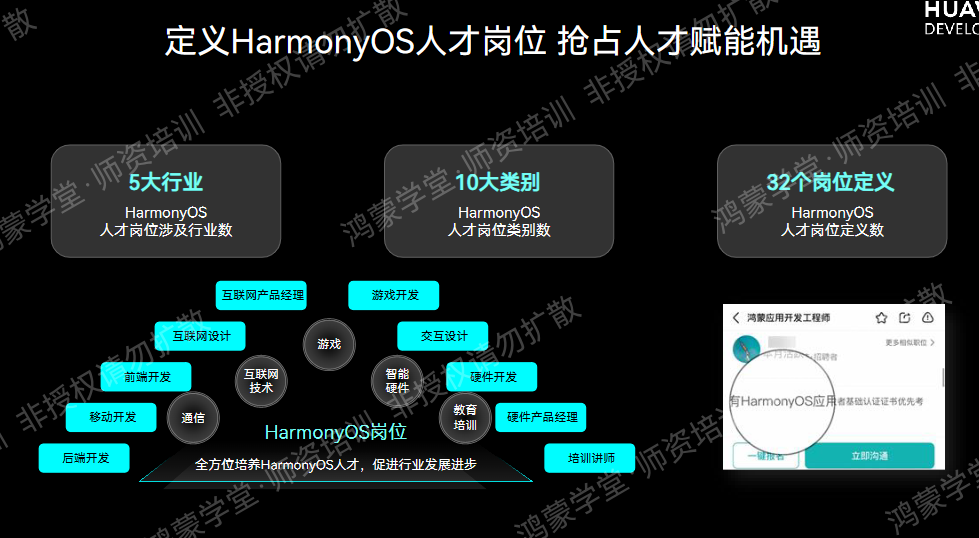 HUAW
DEVELO
定义HarmonyOS人才岗位 抢占人才赋能机遇
5大行业
HarmonyOS
人才岗位涉及行业数
10大类别
HarmonyOS
人才岗位类别数
32个岗位定义
HarmonyOS
人才岗位定义数
互联网产品经理
游戏开发
互联网设计
游戏
交互设计
前端开发
互联网
技术
智能
硬件
硬件开发
移动开发
通信
教育
培训
硬件产品经理
HarmonyOS岗位
后端开发
全方位培养HarmonyOS人才，促进行业发展进步
培训讲师
鸿蒙应用开发工程师
更多相似职位
招聘者
有HarmonyOS应用者基础认证证书优先考
一键报名
立即沟通
鸿蒙学堂·师资培训 非授权请勿扩散